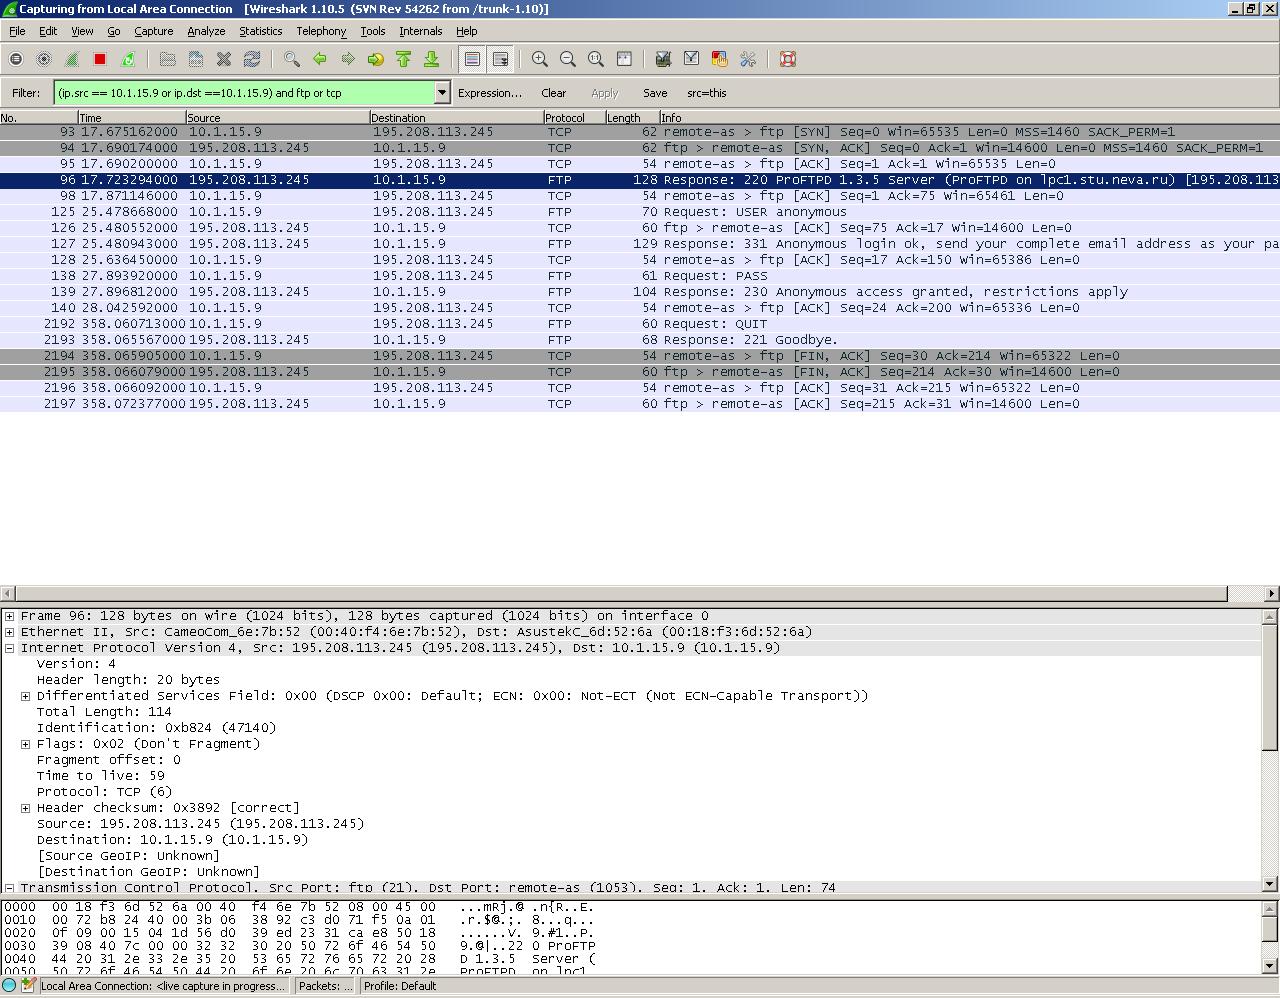 Capturing from Local Area Connection [Wireshark 1.10.5 (SVN Rev 54262 from /trunk-1.10)]
File Edit View Go Capture Analyze Statistics Telephony Tools Internals Help
Filter: (ip.src == 10.1.15.9 or ip.dst ==10.1.15.9) and ftp or tcp Expression... Clear Apply Save src=this
No. Time Source Destination Protocol Length Info
93 17.675162000 10.1.15.9 195.208.113.245 TCP 62 remote-as > ftp [SYN] Seq=0 Win=65535 Len=0 MSS=1460 SACK_PERM=1
94 17.690174000 195.208.113.245 10.1.15.9 TCP 62 ftp > remote-as [SYN, ACK] Seq=0 Ack=1 Win=14600 Len=0 MSS=1460 SACK_PERM=1
95 17.690200000 10.1.15.9 195.208.113.245 TCP 54 remote-as > ftp [ACK] Seq=1 Ack=1 Win=65535 Len=0
96 17.723294000 195.208.113.245 10.1.15.9 FTP 128 Response: 220 ProFTPD 1.3.5 Server (ProFTPD on lpc1.stu.neva.ru) [195.208.113
98 17.871146000 10.1.15.9 195.208.113.245 TCP 54 remote-as > ftp [ACK] Seq=1 Ack=75 Win=65461 Len=0
125 25.478668000 10.1.15.9 195.208.113.245 FTP 70 Request: USER anonymous
126 25.480552000 195.208.113.245 10.1.15.9 TCP 60 ftp > remote-as [ACK] Seq=75 Ack=17 Win=14600 Len=0
127 25.480943000 195.208.113.245 10.1.15.9 FTP 129 Response: 331 Anonymous login ok, send your complete email address as your pa
128 25.636450000 10.1.15.9 195.208.113.245 TCP 54 remote-as > ftp [ACK] Seq=17 Ack=150 Win=65386 Len=0
138 27.893920000 10.1.15.9 195.208.113.245 FTP 61 Request: PASS
139 27.896812000 195.208.113.245 10.1.15.9 FTP 104 Response: 230 Anonymous access granted, restrictions apply
140 28.042592000 10.1.15.9 195.208.113.245 TCP 54 remote-as > ftp [ACK] Seq=24 Ack=200 Win=65336 Len=0
2192 358.060713000 10.1.15.9 195.208.113.245 FTP 60 Request: QUIT
2193 358.065567000 195.208.113.245 10.1.15.9 FTP 68 Response: 221 Goodbye.
2194 358.065905000 10.1.15.9 195.208.113.245 TCP 54 remote-as > ftp [FIN, ACK] Seq=30 Ack=214 Win=65322 Len=0
2195 358.066079000 195.208.113.245 10.1.15.9 TCP 60 ftp > remote-as [FIN, ACK] Seq=214 Ack=30 Win=14600 Len=0
2196 358.066092000 10.1.15.9 195.208.113.245 TCP 54 remote-as > ftp [ACK] Seq=31 Ack=215 Win=65322 Len=0
2197 358.072377000 195.208.113.245 10.1.15.9 TCP 60 ftp > remote-as [ACK] Seq=215 Ack=31 Win=14600 Len=0
Frame 96: 128 bytes on wire (1024 bits), 128 bytes captured (1024 bits) on interface 0
Ethernet II, Src: CameoCom_6e:7b:52 (00:40:f4:6e:7b:52), Dst: AsustekC_6d:52:6a (00:18:f3:6d:52:6a)
Internet Protocol Version 4, Src: 195.208.113.245 (195.208.113.245), Dst: 10.1.15.9 (10.1.15.9)
Version: 4
Header length: 20 bytes
Differentiated Services Field: 0x00 (DSCP 0x00: Default; ECN: 0x00: Not-ECT (Not ECN-Capable Transport))
Total Length: 114
Identification: 0xb824 (47140)
Flags: 0x02 (Don't Fragment)
Fragment offset: 0
Time to live: 59
Protocol: TCP (6)
Header checksum: 0x3892 [correct]
Source: 195.208.113.245 (195.208.113.245)
Destination: 10.1.15.9 (10.1.15.9)
[Source GeoIP: Unknown]
[Destination GeoIP: Unknown]
Transmission Control Protocol, Src Port: ftp (21), Dst Port: remote-as (1053), Seq: 1, Ack: 1, Len: 74
0000 00 18 f3 6d 52 6a 00 40 f4 6e 7b 52 08 00 45 00 ...mRj.@ .n{R..E.
0010 00 72 b8 24 40 00 3b 06 38 92 c3 d0 71 f5 0a 01 .r.$@.;. 8...q...
0020 0f 09 00 15 04 1d 56 d0 39 ed 23 31 ca e8 50 18 ......V. 9.#1..P.
0030 39 08 40 7c 00 00 32 32 30 20 50 72 6f 46 54 50 9.@|..22 0 ProFTP
0040 44 20 31 2e 33 2e 35 20 53 65 72 76 65 72 20 28 D 1.3.5 Server (
0050 50 72 6f 46 54 50 44 20 6f 6e 20 6c 70 63 31 2e ProFTPD on lpc1.
Local Area Connection: <live capture in progress... Packets: ... Profile: Default